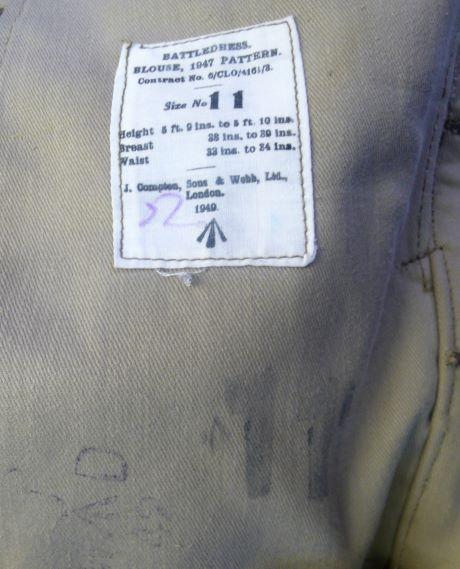 BATTLEDRESS.
BLOUSE, 1947 PATTERN.
Contract No. 6/CLO/4161/3.
Size No 11
Height 5 ft. 9 ins. to 5 ft. 10 ins.
Breast 38 ins. to 39 ins.
Waist 33 ins. to 34 ins.
J. Compton, Sons & Webb, Ltd.,
London.
1949.
11
AD